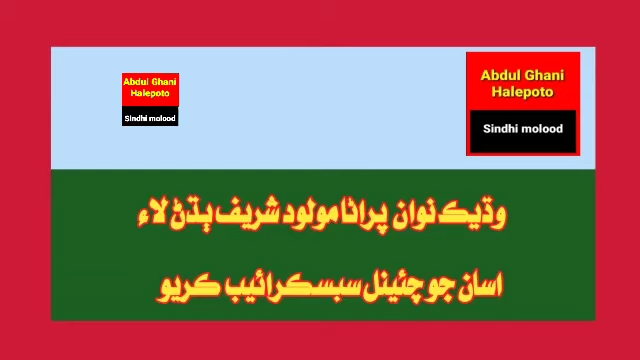 Abdul Ghani
Halepoto
Sindhi molood
Abdul Ghani
Halepoto
Sindhi molood
وڌيڪ نوان پراڻا مولود شريف ٻڌڻ لاءِ
اسان جو چئينل سبسڪرائيب ڪريو